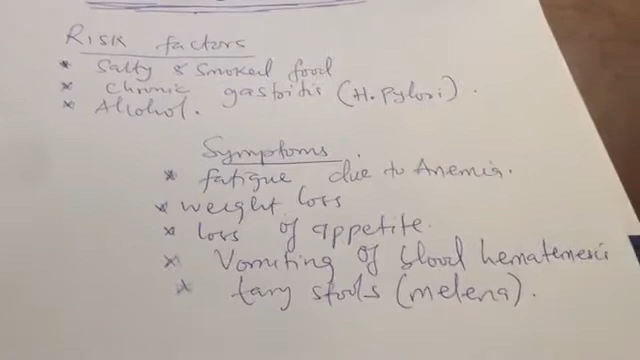 Risk factors
* Salty & smoked food
* Chronic gastritis (H. Pylori).
* Alcohol.
Symptoms.
* fatigue due to Anemia.
* weight loss
* loss of appetite.
* Vomiting of blood hematemesis
* tary stools (melena).